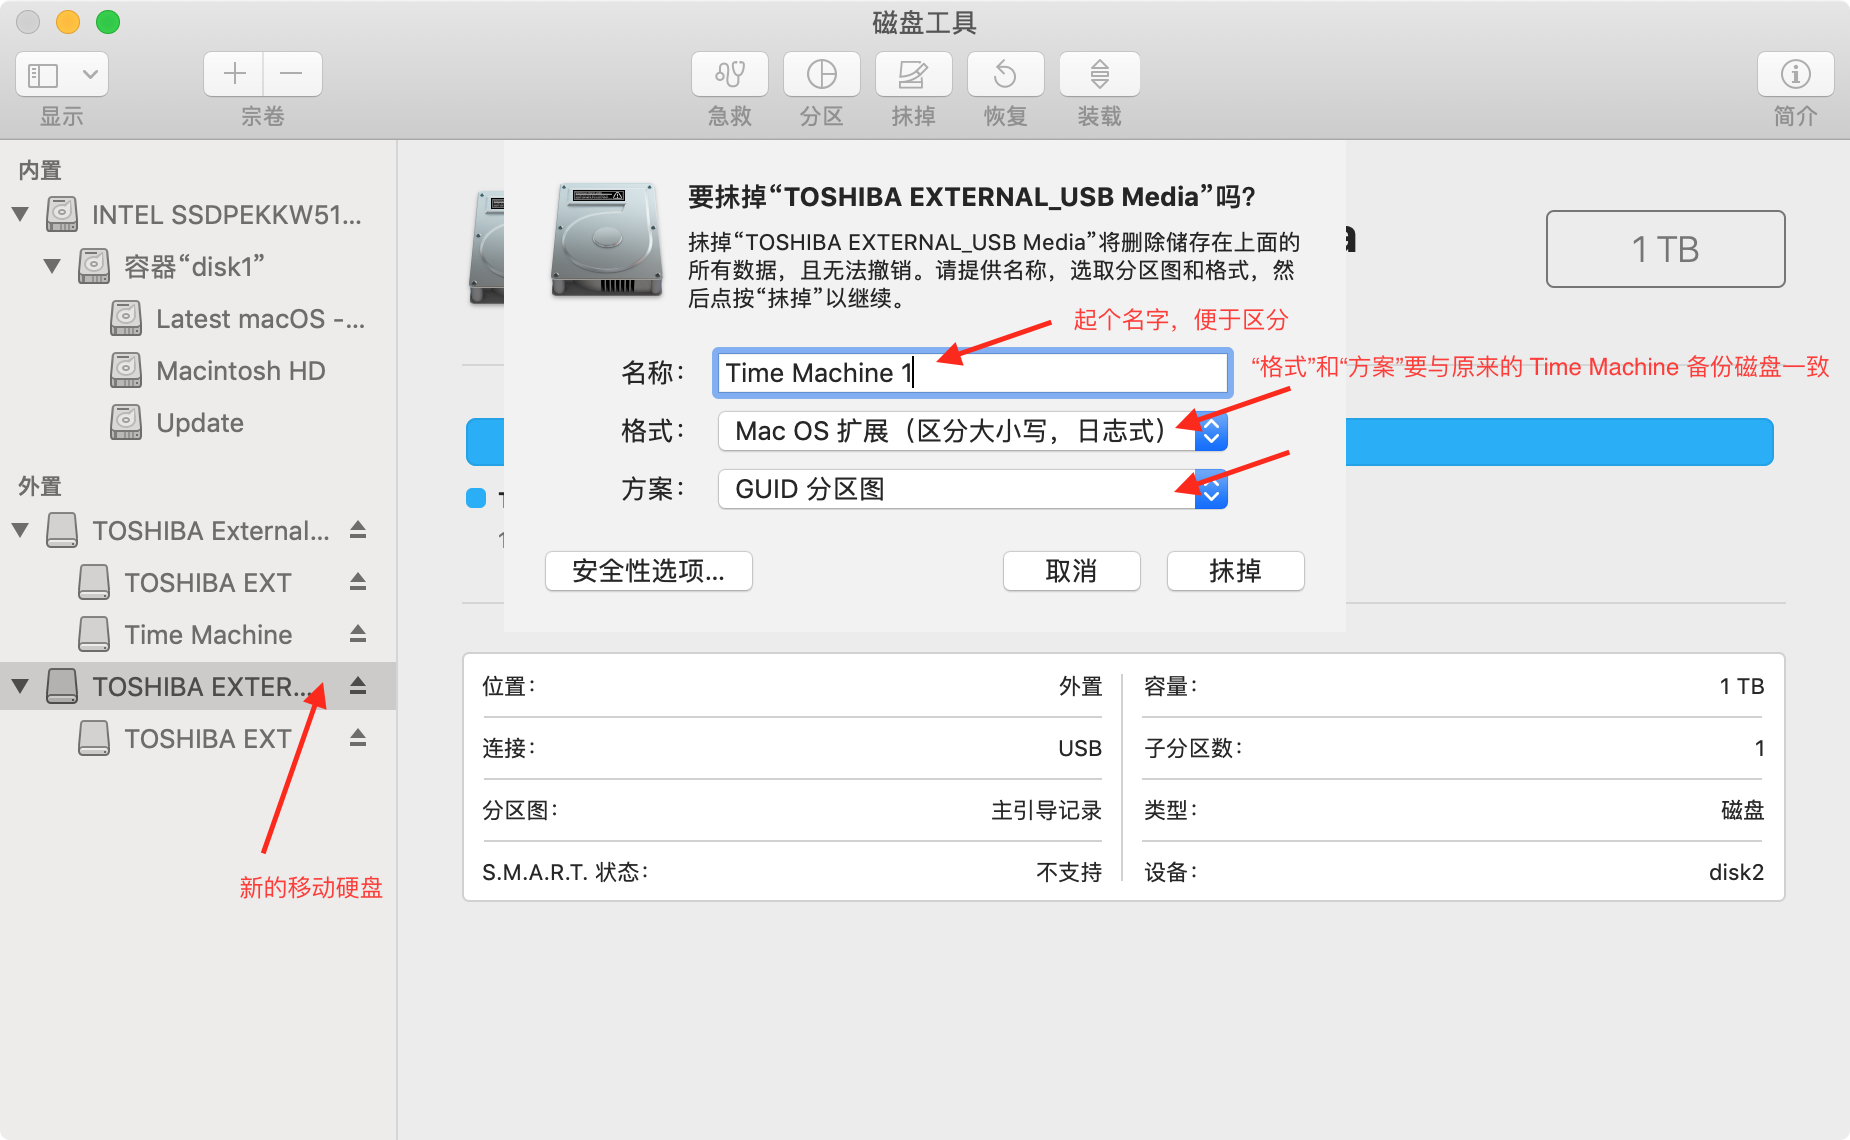 磁盘工具
显示
宗卷
急救
分区
抹掉
恢复
装载
简介
内置
INTEL SSDPEKKW51...
容器“disk1”
Latest macOS -...
Macintosh HD
Update
外置
TOSHIBA External...
TOSHIBA EXT
Time Machine
TOSHIBA EXTER...
TOSHIBA EXT
新的移动硬盘
要抹掉“TOSHIBA EXTERNAL_USB Media”吗?
抹掉“TOSHIBA EXTERNAL_USB Media”将删除储存在上面的
所有数据，且无法撤销。请提供名称，选取分区图和格式，然
后点按“抹掉”以继续。
1 TB
起个名字，便于区分
名称： Time Machine 1
“格式”和“方案”要与原来的 Time Machine 备份磁盘一致
格式： Mac OS 扩展（区分大小写，日志式）
方案： GUID 分区图
安全性选项... 取消 抹掉
位置： 外置
容量： 1 TB
连接： USB
子分区数： 1
分区图： 主引导记录
类型： 磁盘
S.M.A.R.T. 状态： 不支持
设备： disk2